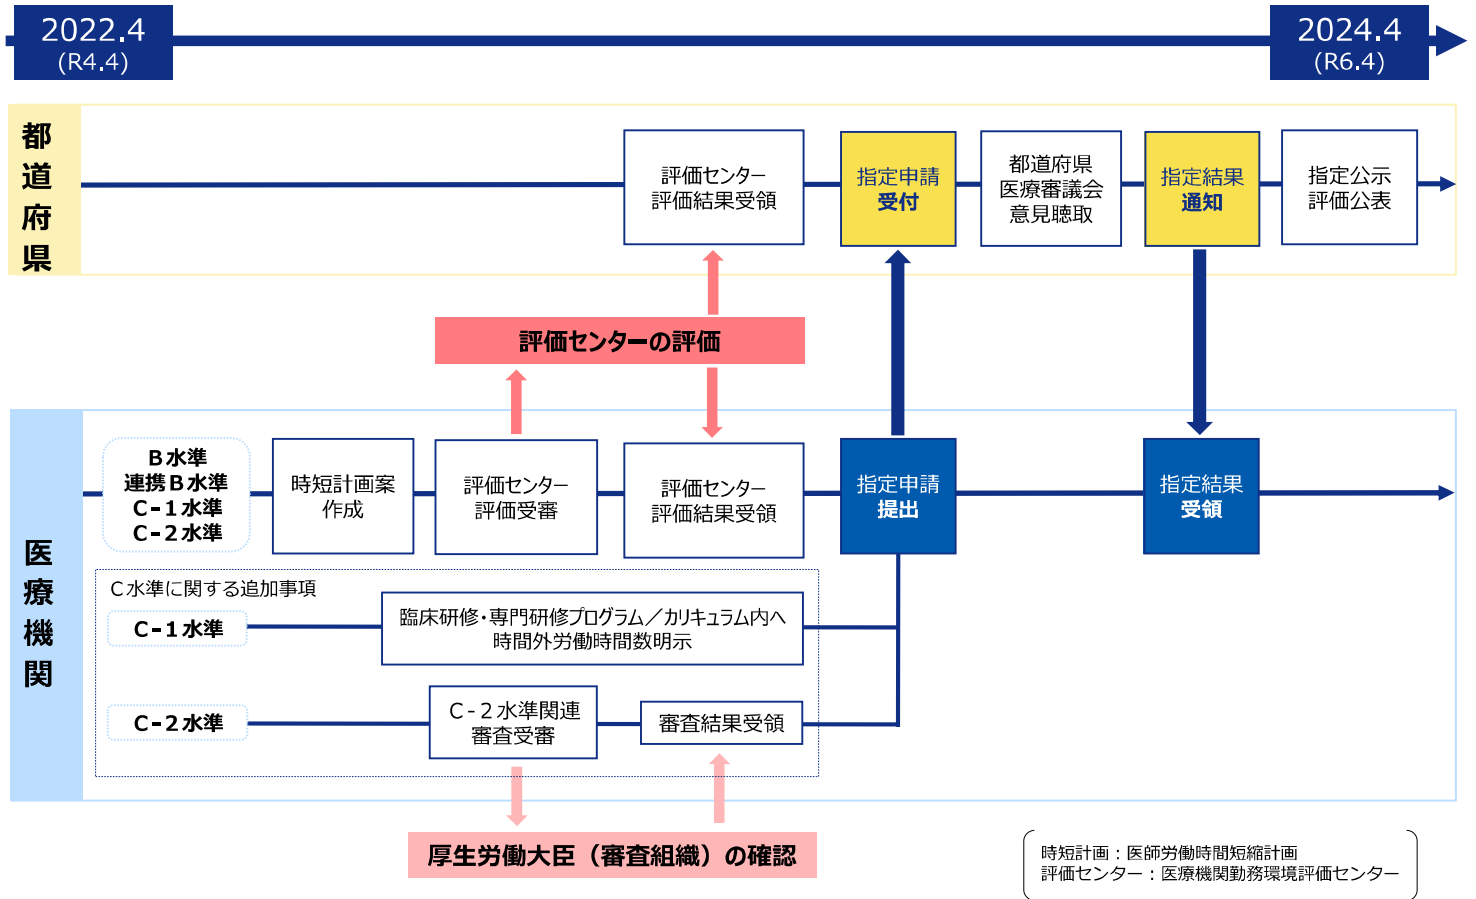 2022.4
(R4.4)
2024.4
(R6.4)
都道府県
評価センター
評価結果受領
指定申請
受付
都道府県
医療審議会
意見聴取
指定結果
通知
指定公示
評価公表
評価センターの評価
医療機関
B水準
連携B水準
C-1水準
C-2水準
時短計画案
作成
評価センター
評価受審
評価センター
評価結果受領
指定申請
提出
指定結果
受領
C水準に関する追加事項
C-1水準
臨床研修・専門研修プログラム／カリキュラム内へ
時間外労働時間数明示
C-2水準
C-2水準関連
審査受審
審査結果受領
厚生労働大臣（審査組織）の確認
時短計画：医師労働時間短縮計画
評価センター：医療機関勤務環境評価センター